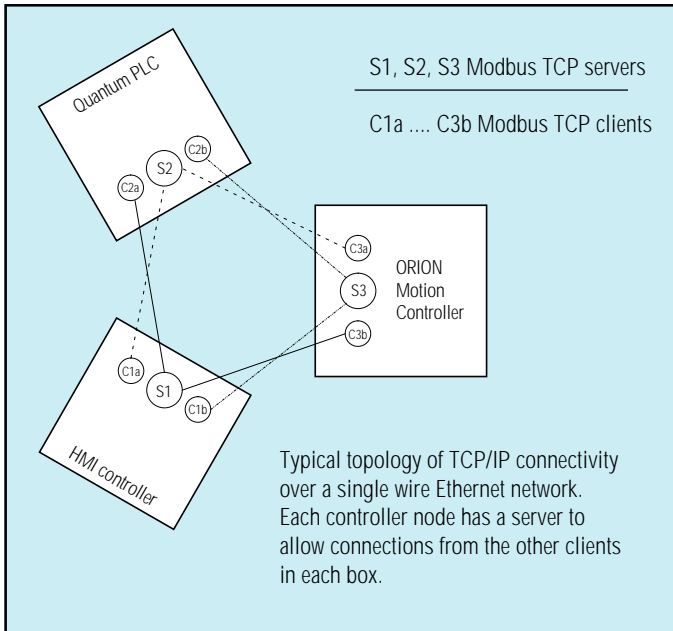 Quantum PLC
S1, S2, S3 Modbus TCP servers
C1a .... C3b Modbus TCP clients
C2b
S2
C2a
C3a
S3
C3b
ORION
Motion
Controller
C1a
S1
C1b
HMI controller
Typical topology of TCP/IP connectivity
over a single wire Ethernet network.
Each controller node has a server to
allow connections from the other clients
in each box.